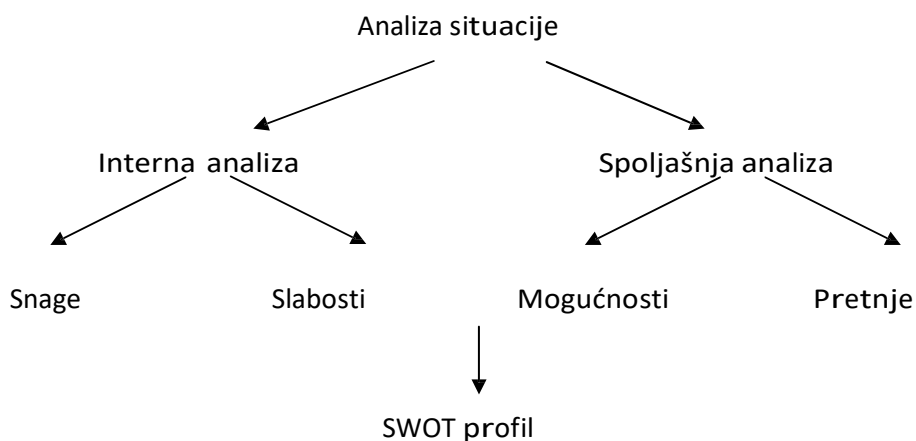 Analiza situacije
Interna analiza Spoljašnja analiza
Snage Slabosti Mogućnosti Pretnje
SWOT profil